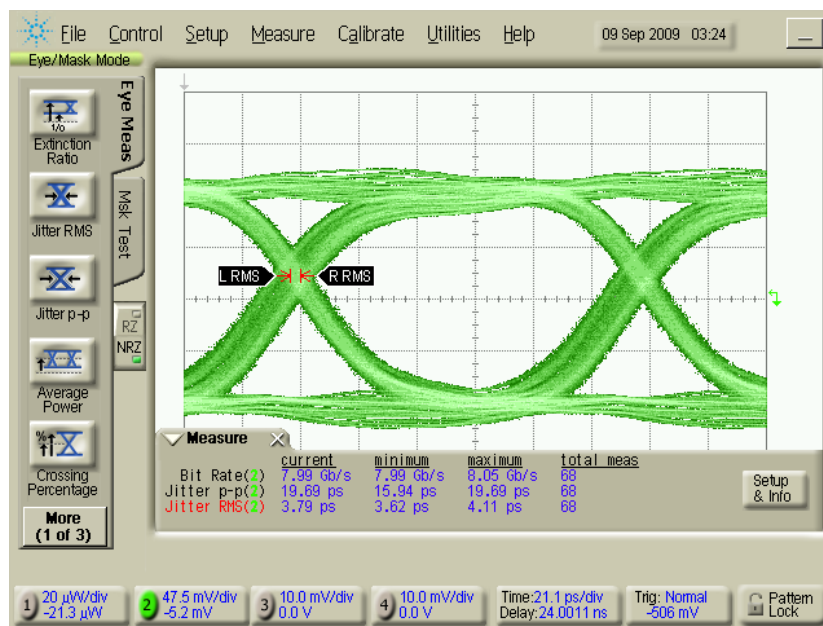 File Control Setup Measure Calibrate Utilities Help 09 Sep 2009 03:24
Eye/Mask Mode
Eye Meas
Msk Test
1/0
Extinction
Ratio
Jitter RMS
Jitter p-p
RZ
NRZ
Average
Power
%
Crossing
Percentage
More
(1 of 3)
L RMS R RMS
Measure
current minimum maximum total meas
Bit Rate(2) 7.99 Gb/s 7.99 Gb/s 8.05 Gb/s 68
Jitter p-p(2) 19.69 ps 15.94 ps 19.69 ps 68
Jitter RMS(2) 3.79 ps 3.62 ps 4.11 ps 68
Setup
& Info
1 20 µW/div
-21.3 µW
2 47.5 mV/div
-5.2 mV
3 10.0 mV/div
0.0 V
4 10.0 mV/div
0.0 V
Time:21.1 ps/div
Delay:24.0011 ns
Trig: Normal
-506 mV
Pattern
Lock